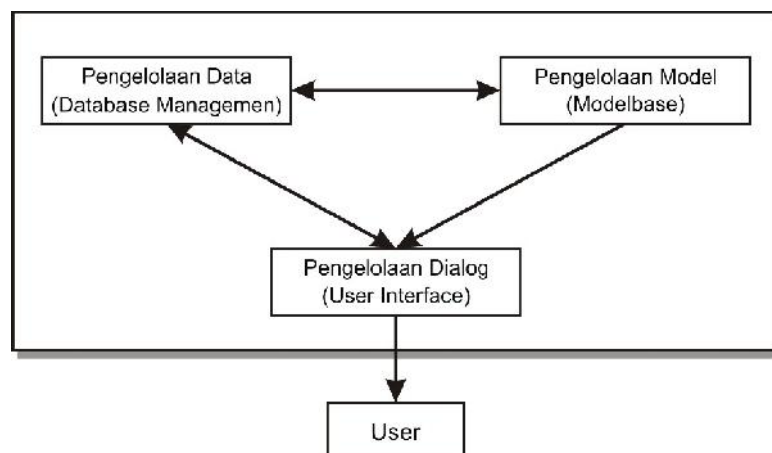 Pengelolaan Data
(Database Managemen)
Pengelolaan Model
(Modelbase)
Pengelolaan Dialog
(User Interface)
User